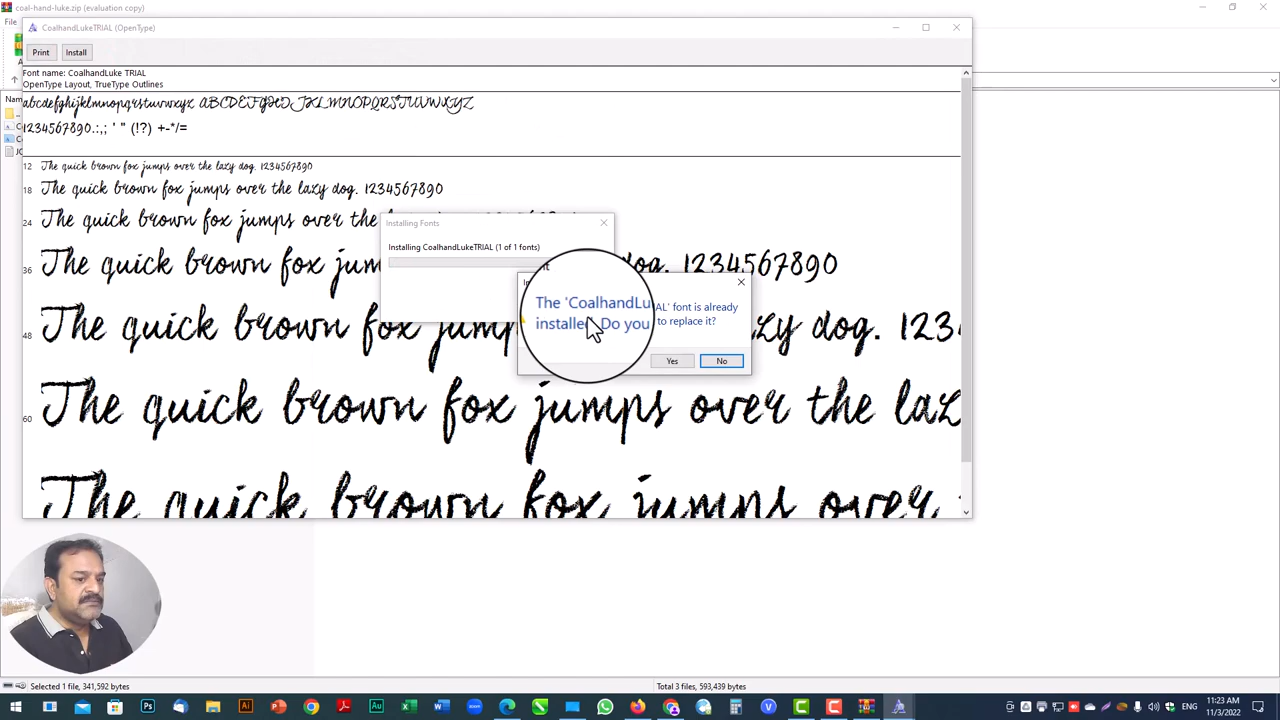 coal-hand-luke.zip (evaluation copy)
File
CoalhandLukeTRIAL (OpenType)
Print Install
Font name: CoalhandLuke TRIAL
OpenType Layout, TrueType Outlines
abcdefghijklmnopqrstuvwxyz ABCDEFGHIJKLMNOPQRSTUVWXYZ
1234567890.:,; ' " (!?) +-*/=
12 The quick brown fox jumps over the lazy dog. 1234567890
18 The quick brown fox jumps over the lazy dog. 1234567890
24 The quick brown fox jumps over the
Installing Fonts
Installing CoalhandLukeTRIAL (1 of 1 fonts)
36 The quick brown fox dog. 1234567890
The 'CoalhandLu AL' font is already
installed. Do you to replace it?
Yes No
48 The quick brown fox jump lazy dog. 123
60 The quick brown fox jumps over the laz
The quick brown fox jumps over
Selected 1 file, 341,592 bytes
Total 3 files, 593,439 bytes
11:23 AM
11/3/2022